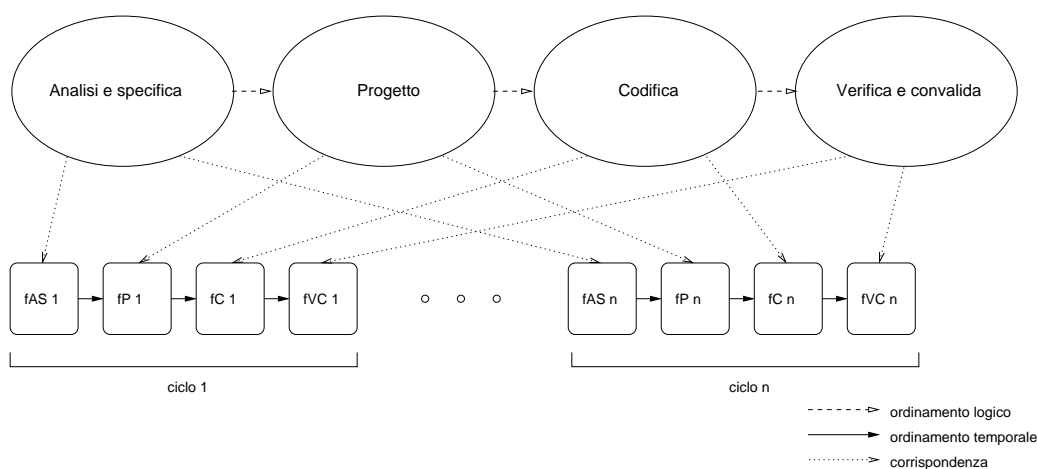 Analisi e specifica
Progetto
Codifica
Verifica e convalida
fAS 1
fP 1
fC 1
fVC 1
fAS n
fP n
fC n
fVC n
ciclo 1
ciclo n
ordinamento logico
ordinamento temporale
corrispondenza